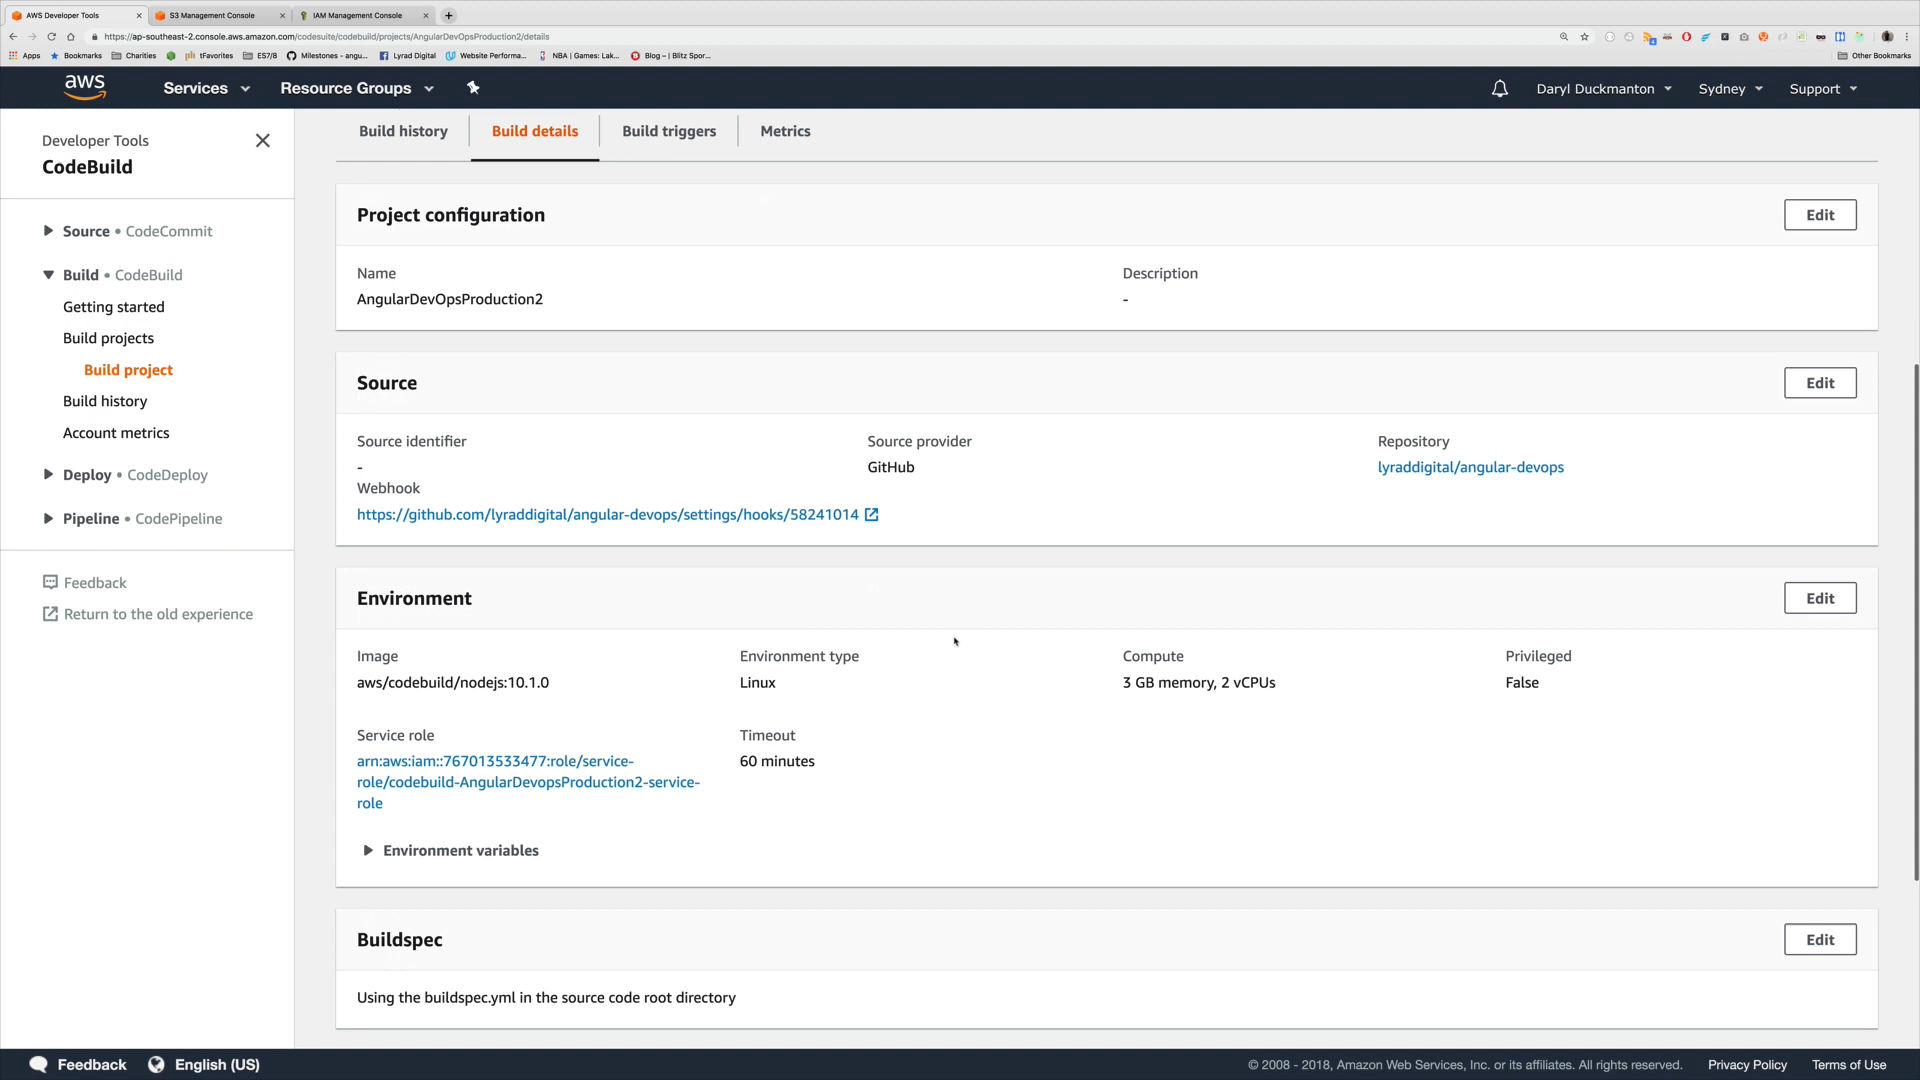 AWS Developer Tools
S3 Management Console
IAM Management Console
https://ap-southeast-2.console.aws.amazon.com/codesuite/codebuild/projects/AngularDevOpsProduction2/details
Apps
Bookmarks
Charities
tFavorites
ES7/8
Milestones - angu...
Lyrad Digital
Website Performa...
NBA | Games: Lak...
Blog – | Blitz Spor...
Other Bookmarks
aws
Services
Resource Groups
Daryl Duckmanton
Sydney
Support
Developer Tools
CodeBuild
Source • CodeCommit
Build • CodeBuild
Getting started
Build projects
Build project
Build history
Account metrics
Deploy • CodeDeploy
Pipeline • CodePipeline
Feedback
Return to the old experience
Build history
Build details
Build triggers
Metrics
Project configuration
Edit
Name
Description
AngularDevOpsProduction2
-
Source
Edit
Source identifier
Source provider
Repository
-
GitHub
lyraddigital/angular-devops
Webhook
https://github.com/lyraddigital/angular-devops/settings/hooks/58241014
Environment
Edit
Image
Environment type
Compute
Privileged
aws/codebuild/nodejs:10.1.0
Linux
3 GB memory, 2 vCPUs
False
Service role
Timeout
arn:aws:iam::767013533477:role/service-
role/codebuild-AngularDevopsProduction2-service-
role
60 minutes
Environment variables
Buildspec
Edit
Using the buildspec.yml in the source code root directory
Feedback
English (US)
© 2008 - 2018, Amazon Web Services, Inc. or its affiliates. All rights reserved.
Privacy Policy
Terms of Use